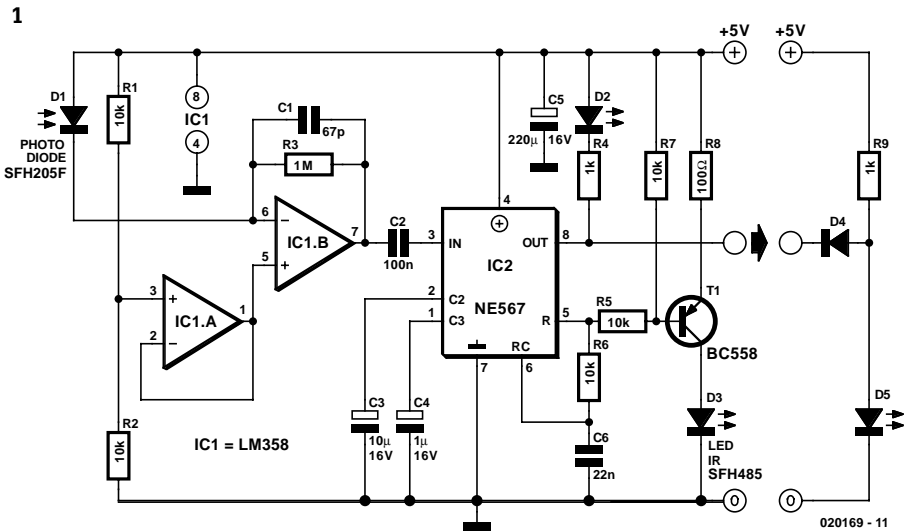 1
+5V
+5V
D1
PHOTO
DIODE
SFH205F
R1
10k
8
IC1
4
C1
67p
R3
1M
C5
220µ
16V
D2
R4
1k
R7
10k
R8
100Ω
R9
1k
6
−
IC1.B
7
5
+
C2
100n
4
+
3
IN
OUT
8
IC2
NE567
2
C2
1
C3
R
5
RC
7
6
D4
3
+
IC1.A
1
2
−
R5
10k
R6
10k
T1
BC558
R2
10k
IC1 = LM358
C3
10µ
16V
C4
1µ
16V
C6
22n
D3
LED
IR
SFH485
D5
0
0
020169 - 11